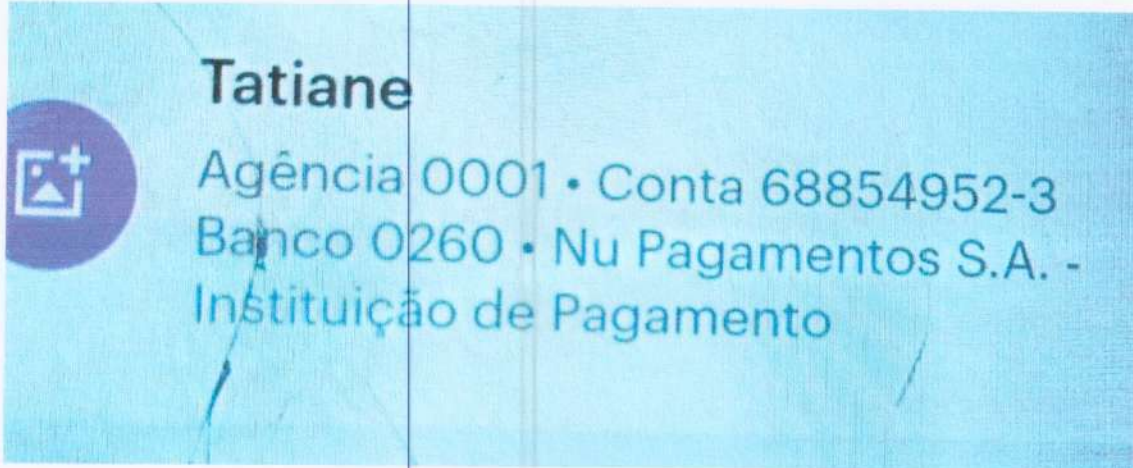 Tatiane
Agência 0001 • Conta 68854952-3
Banco 0260 • Nu Pagamentos S.A. -
Instituição de Pagamento